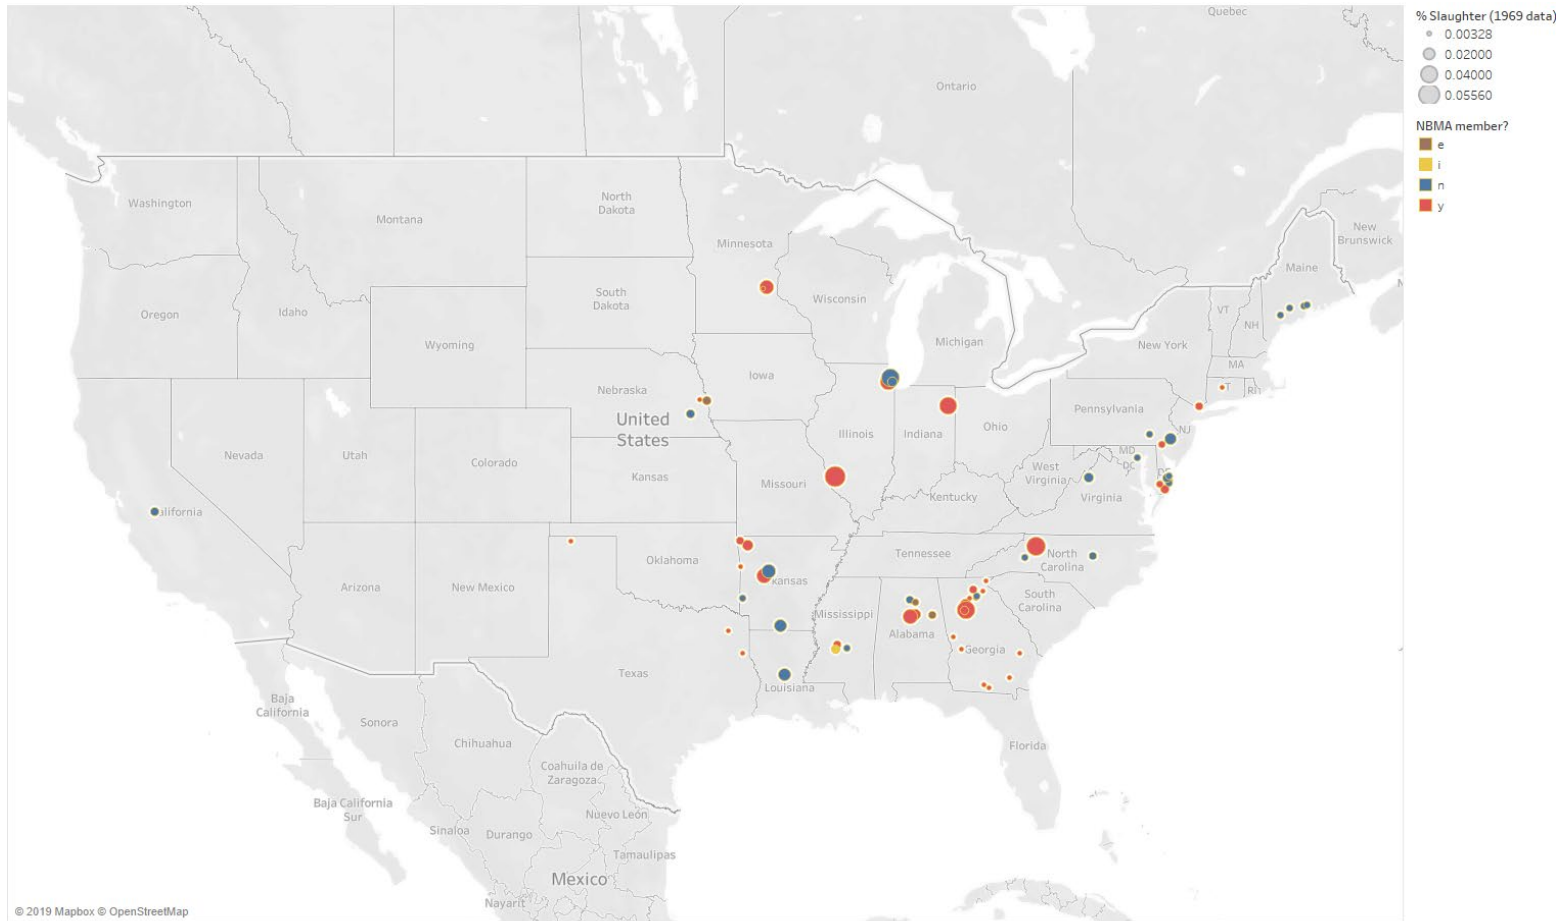 Quebec
Ontario
Washington
Montana
North
Dakota
Minnesota
New
Brunswick
Maine
Oregon
Idaho
South
Dakota
Wisconsin
VT
NH
Wyoming
Michigan
New York
MA
Iowa
Nebraska
RI
United
States
Pennsylvania
Illinois
Indiana
Ohio
NJ
Nevada
Utah
Colorado
Kansas
Missouri
MD
DC
West
Virginia
Virginia
Kentucky
alifornia
Oklahoma
Tennessee
North
Carolina
Arizona
New Mexico
kansas
South
Carolina
Mississippi
Alabama
Georgia
Texas
Louisiana
Baja
California
Sonora
Chihuahua
Florida
Coahuila de
Zaragoza
Baja California
Sur
Nuevo León
Sinaloa
Durango
Tamaulipas
Mexico
Nayarit
© 2019 Mapbox © OpenStreetMap
% Slaughter (1969 data)
0.00328
0.02000
0.04000
0.05560
NBMA member?
e
i
n
y